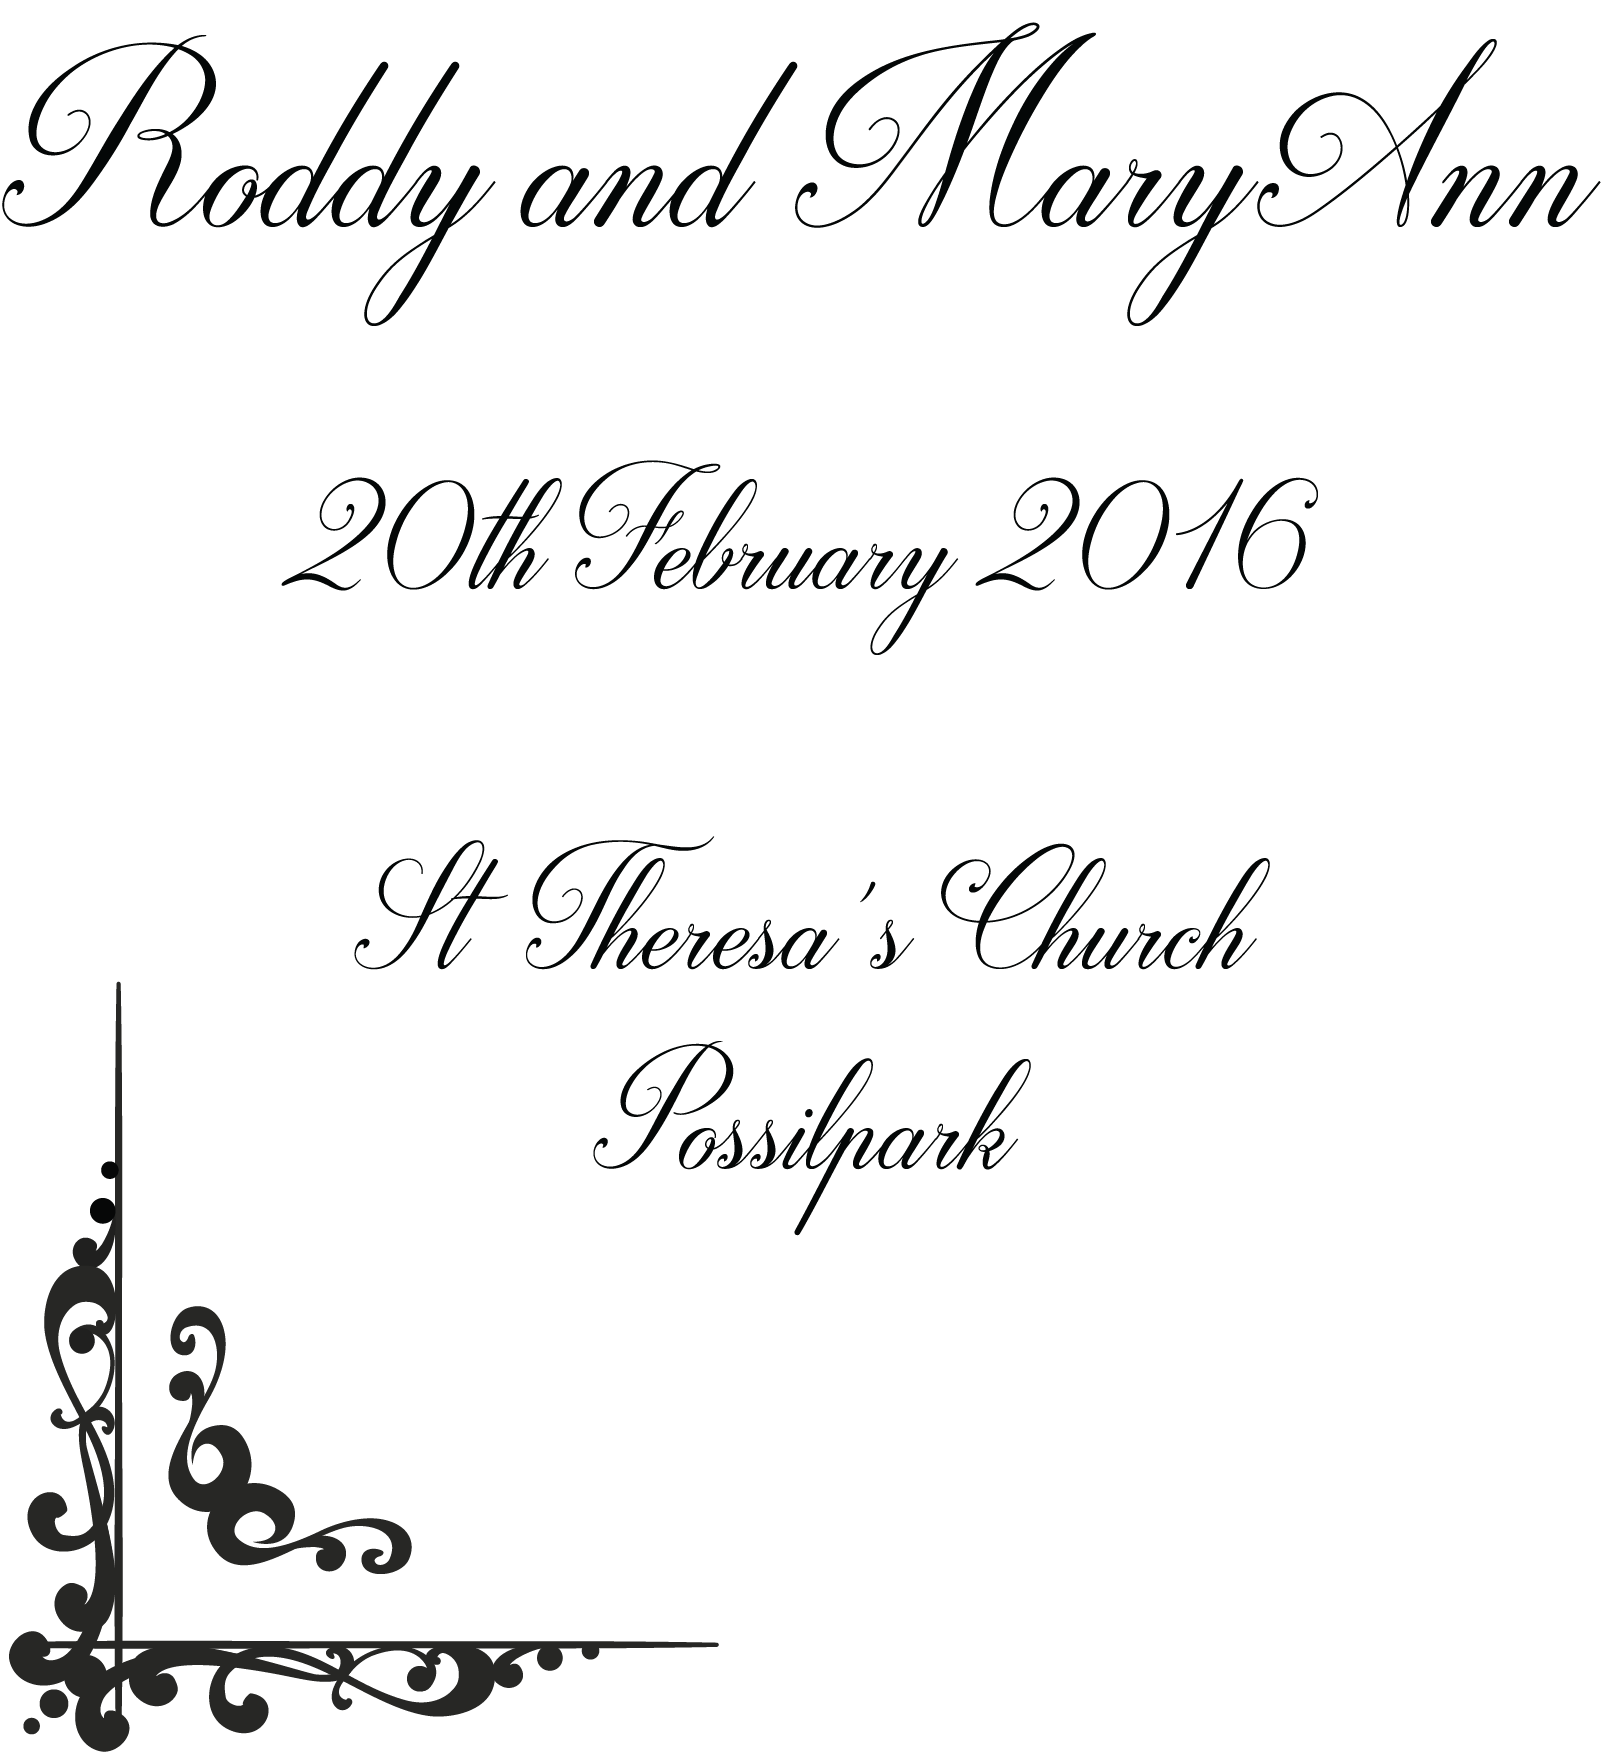 Roddy and MaryAnn
20th February 2016
St Theresa's Church
Possilpark